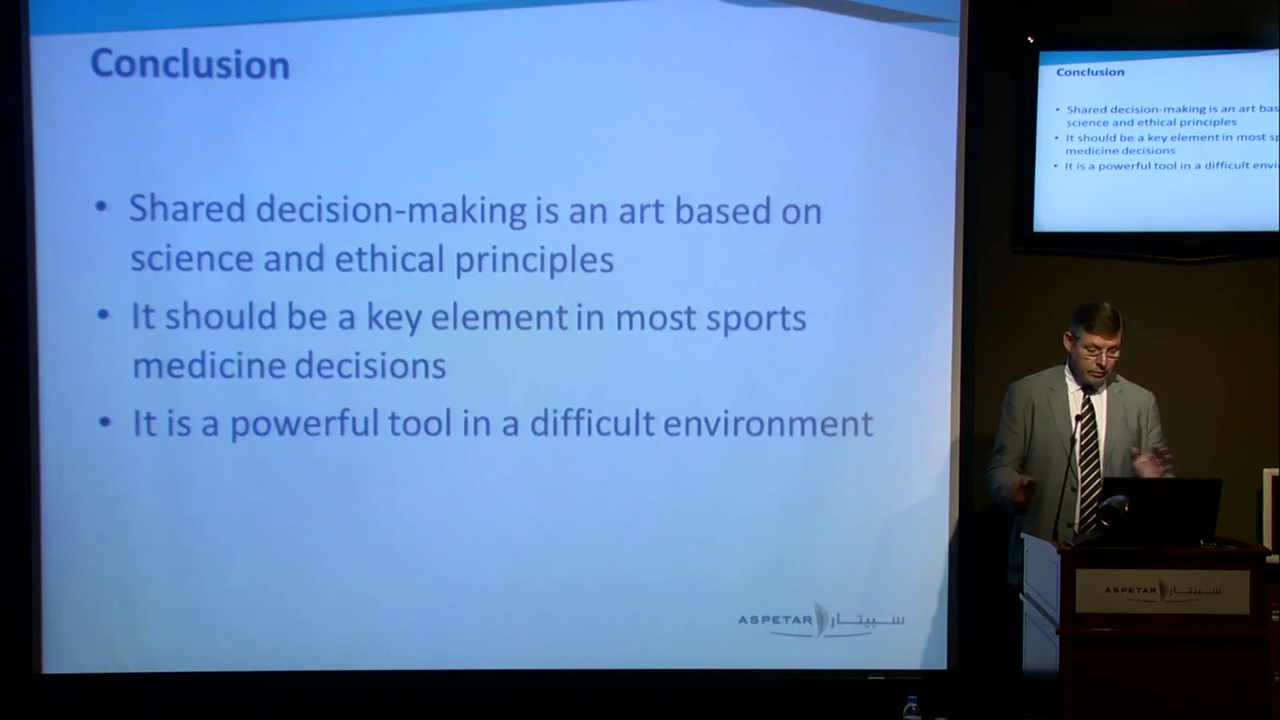 Conclusion
• Shared decision-making is an art based on
science and ethical principles
• It should be a key element in most sports
medicine decisions
• It is a powerful tool in a difficult environment
ASPETAR سبيتار
Conclusion
• Shared decision-making is an art bas
science and ethical principles
• It should be a key element in most sp
medicine decisions
• It is a powerful tool in a difficult envi
ASPETAR سبيتار